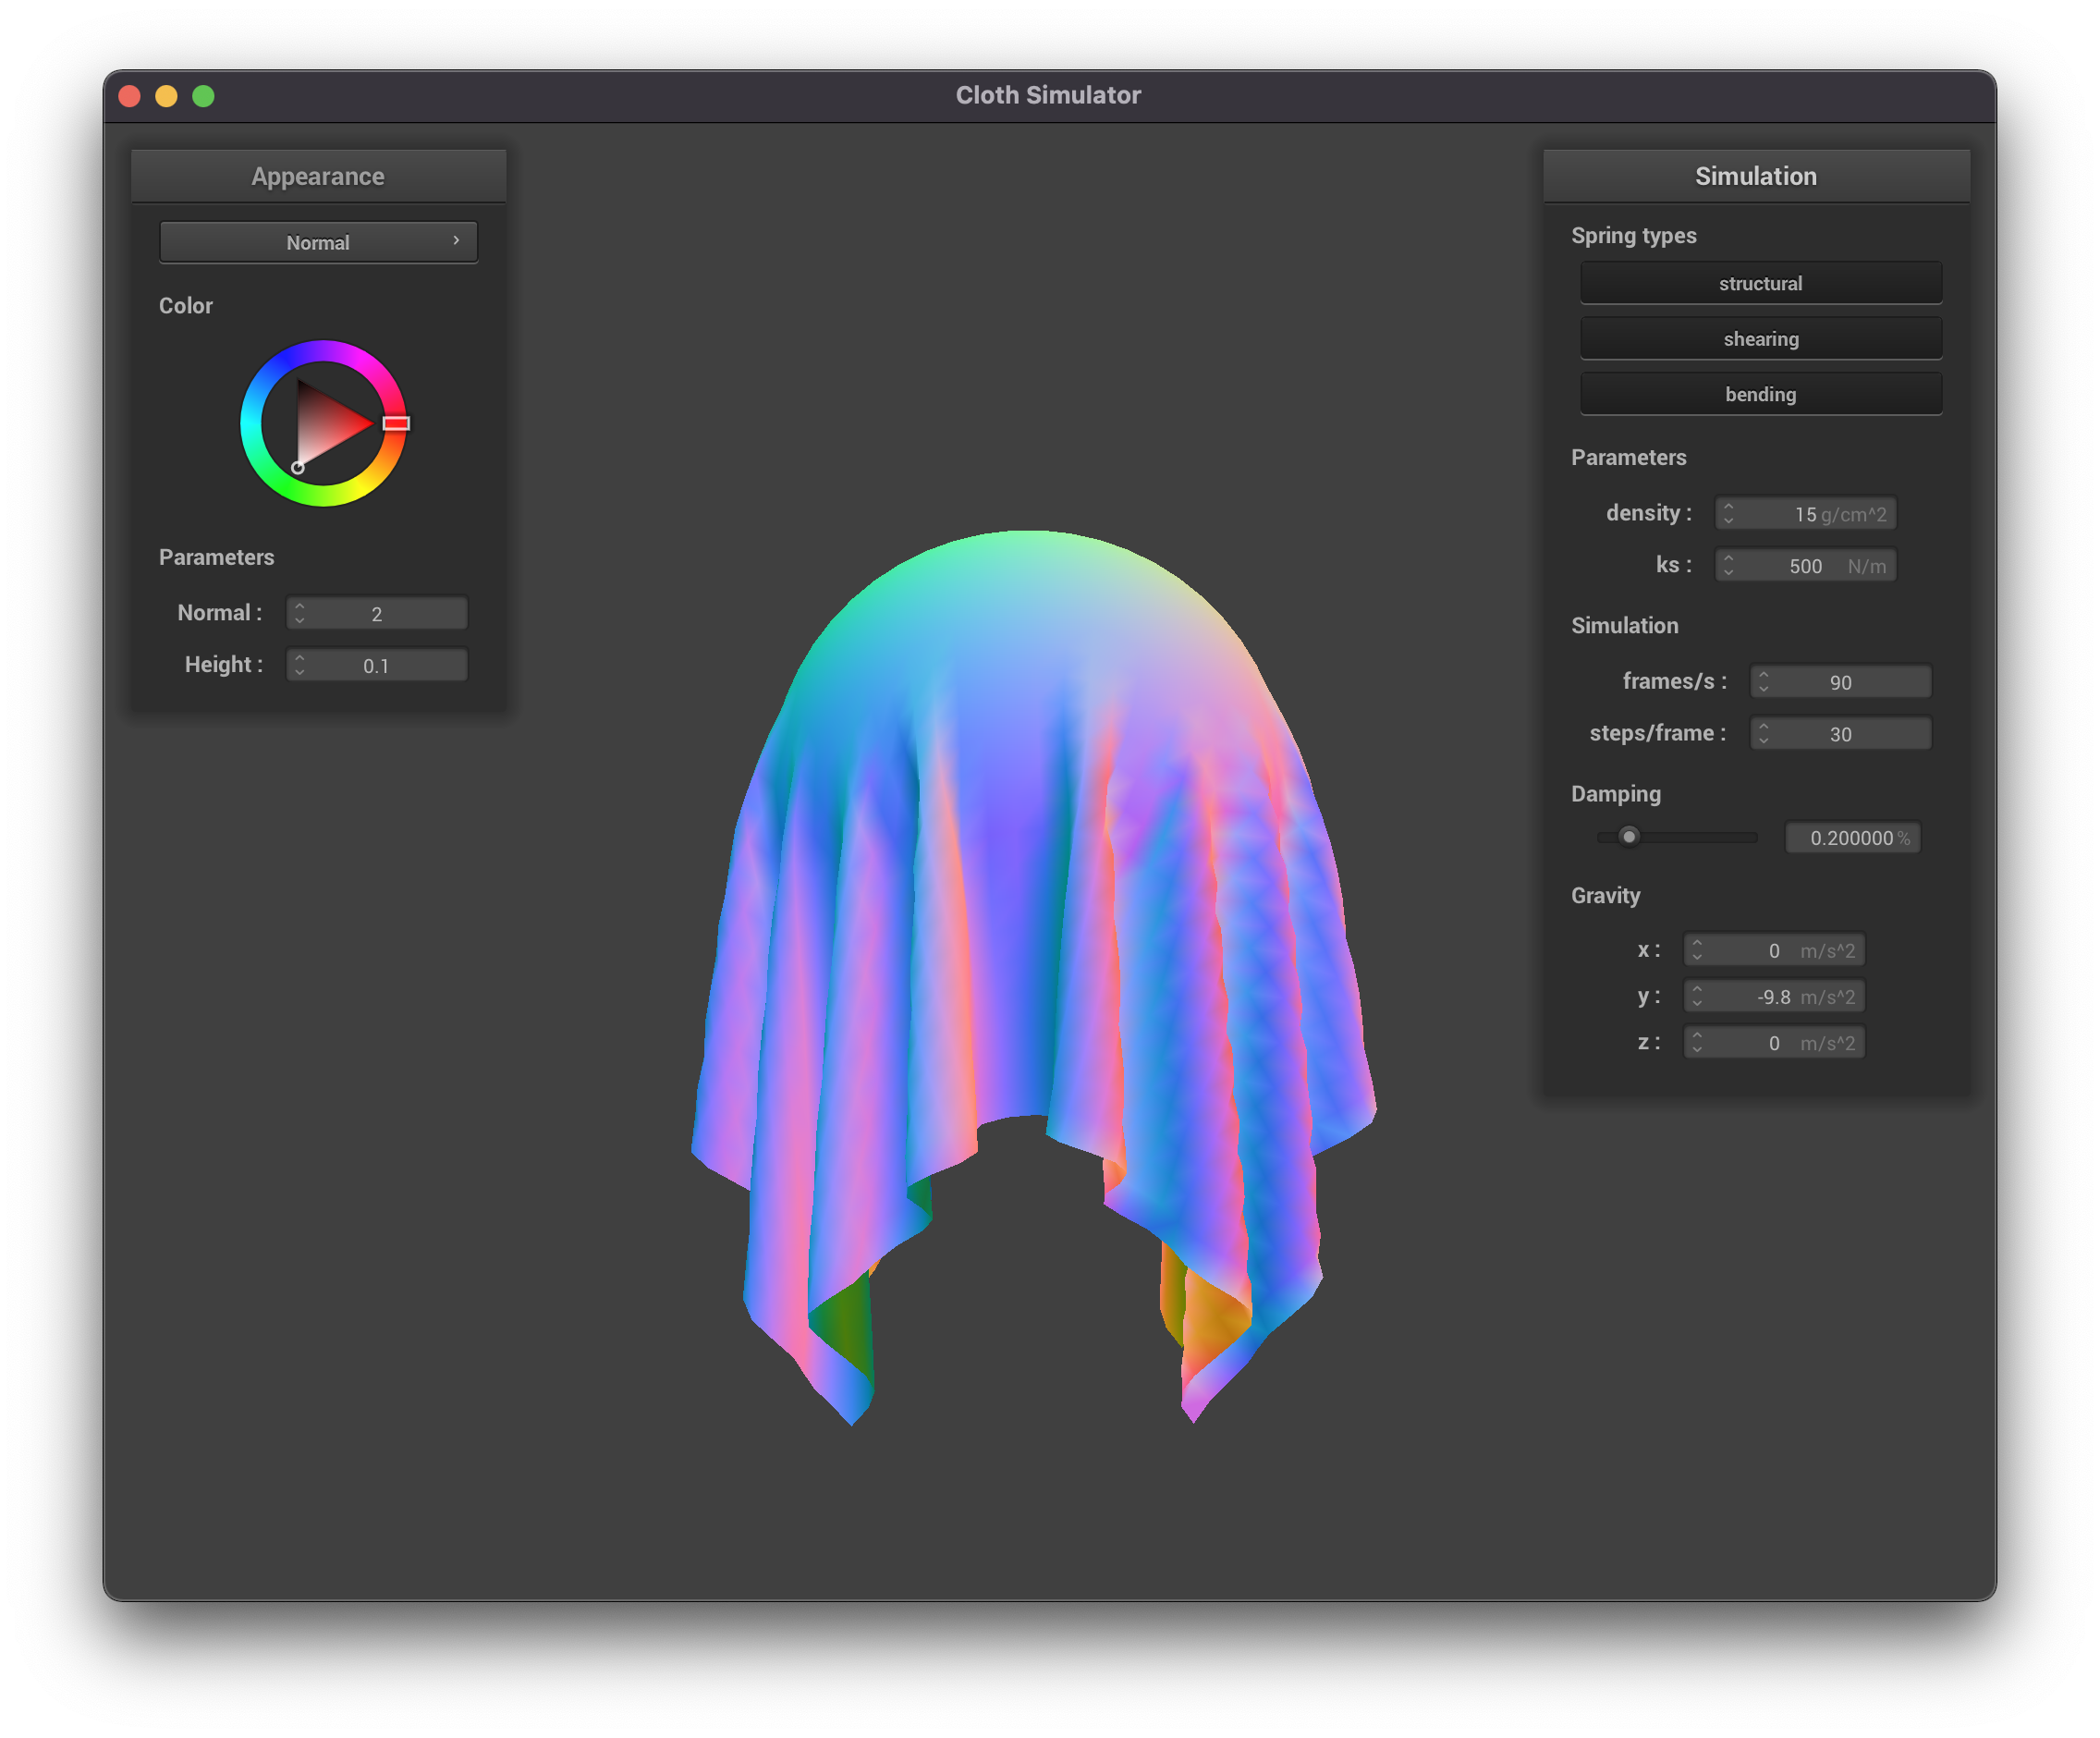 Cloth Simulator
Appearance
Normal
Color
Parameters
Normal : 2
Height : 0.1
Simulation
Spring types
structural
shearing
bending
Parameters
density : 15 g/cm^2
ks : 500 N/m
Simulation
frames/s : 90
steps/frame : 30
Damping
0.200000 %
Gravity
x : 0 m/s^2
y : -9.8 m/s^2
z : 0 m/s^2